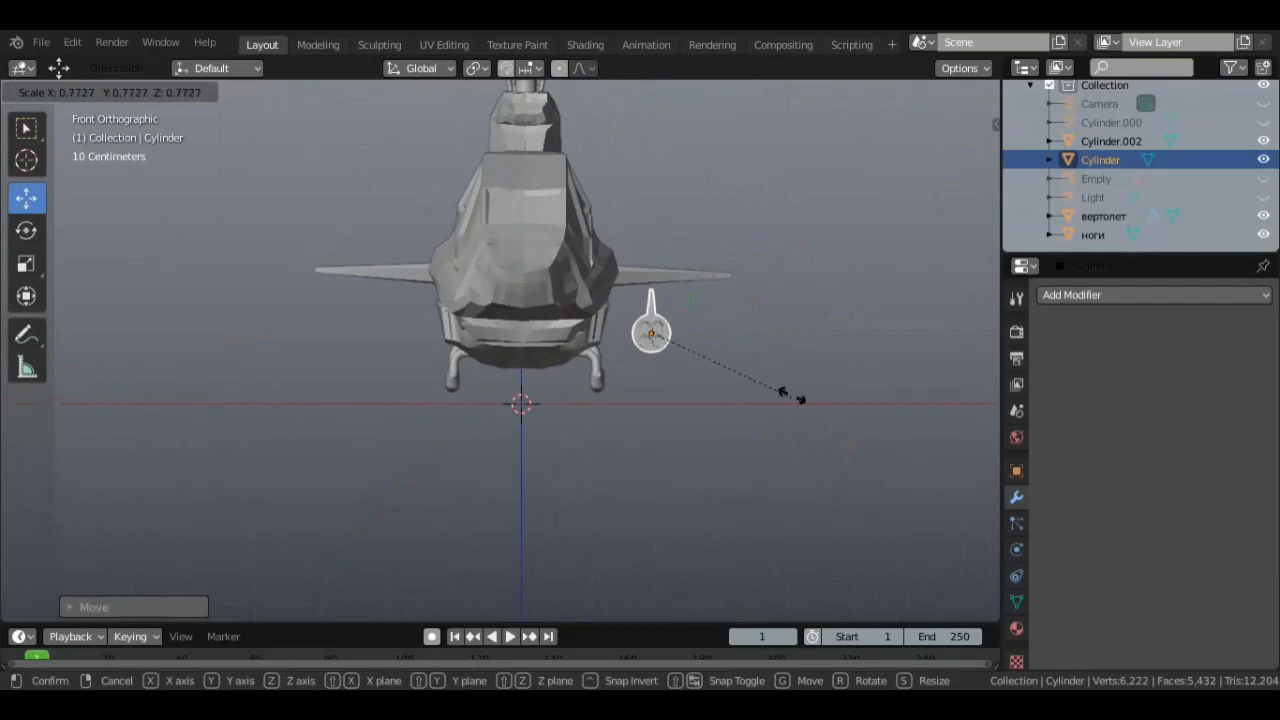 File Edit Render Window Help Layout Modeling Sculpting UV Editing Texture Paint Shading Animation Rendering Compositing Scripting + Scene View Layer
Orientation Default Global Options
Scale X: 0.7727 Y: 0.7727 Z: 0.7727
Front Orthographic
(1) Collection | Cylinder
10 Centimeters
Collection
Camera
Cylinder.000
Cylinder.002
Cylinder
Empty
Light
вертолет
ноги
Cylinder
Add Modifier
Move
Playback Keying View Marker 1 Start 1 End 250
Confirm Cancel X X axis Y Y axis Z Z axis X X plane Y Y plane Z Z plane Snap Invert Snap Toggle G Move R Rotate S Resize Collection | Cylinder | Verts:6,222 | Faces:5,432 | Tris:12,204